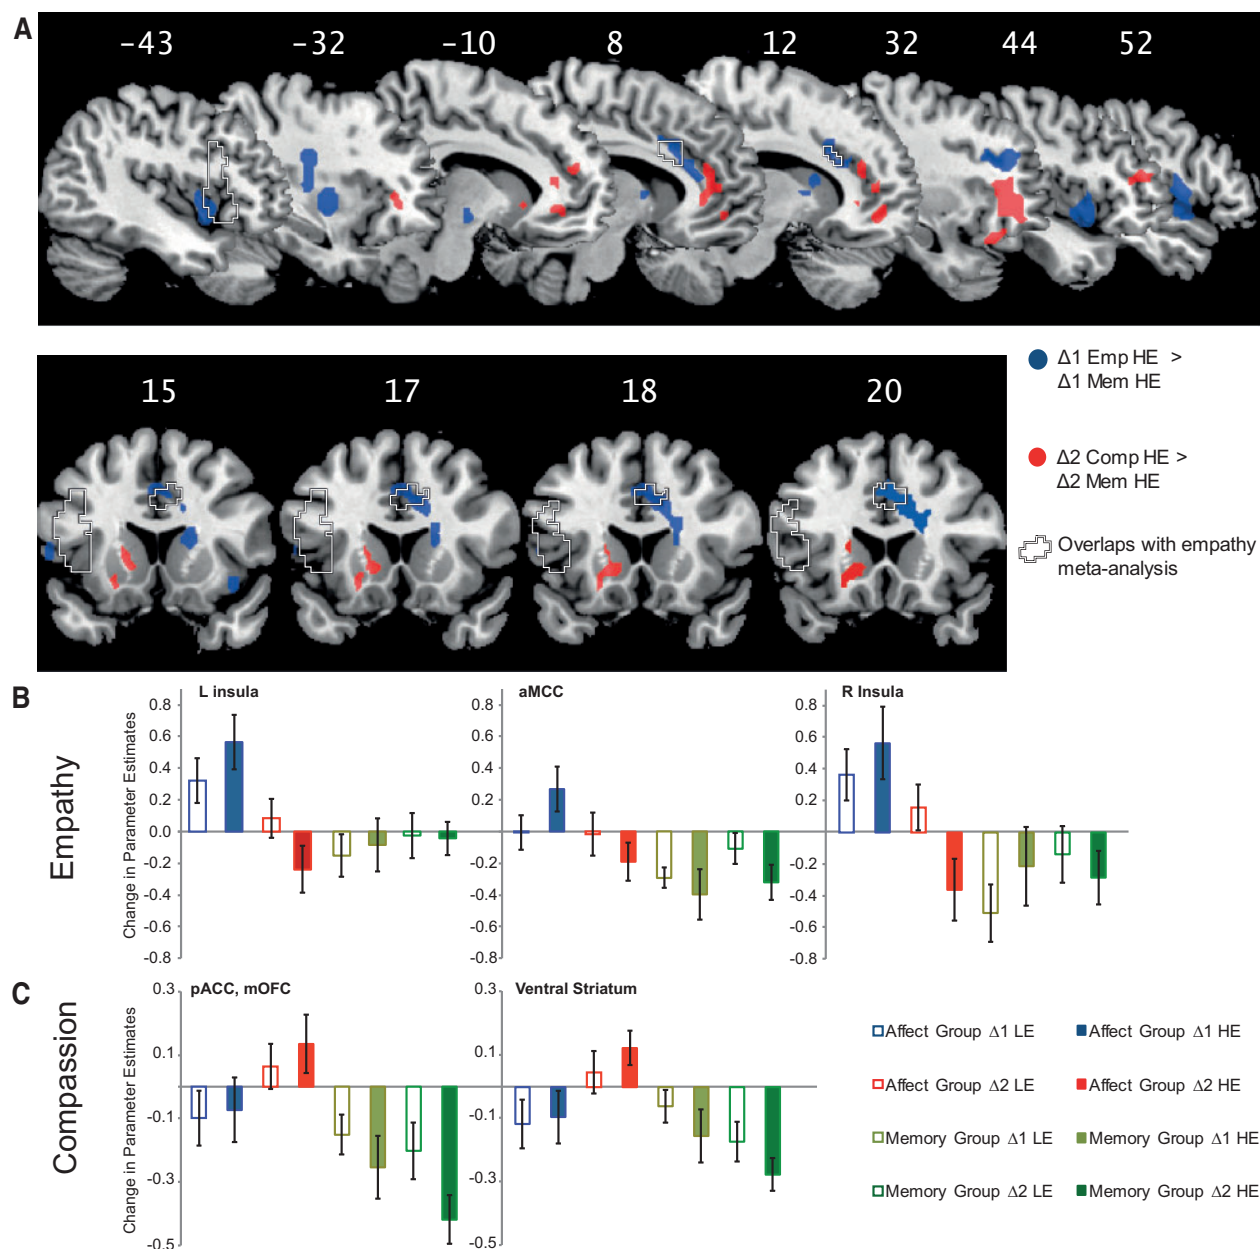 A
-43 -32 -10 8 12 32 44 52
Δ1 Emp HE >
Δ1 Mem HE
Δ2 Comp HE >
Δ2 Mem HE
Overlaps with empathy
meta-analysis
15 17 18 20
B
Empathy
Change in Parameter Estimates
L insula
0.8
0.6
0.4
0.2
0.0
-0.2
-0.4
-0.6
-0.8
aMCC
0.8
0.6
0.4
0.2
-0.2
-0.4
-0.6
-0.8
R Insula
0.8
0.6
0.4
0.2
-0.2
-0.4
-0.6
-0.8
C
Compassion
Change in Parameter Estimates
pACC, mOFC
0.3
0.1
-0.1
-0.3
-0.5
Ventral Striatum
0.3
0.1
-0.1
-0.3
-0.5
Affect Group Δ1 LE
Affect Group Δ1 HE
Affect Group Δ2 LE
Affect Group Δ2 HE
Memory Group Δ1 LE
Memory Group Δ1 HE
Memory Group Δ2 LE
Memory Group Δ2 HE